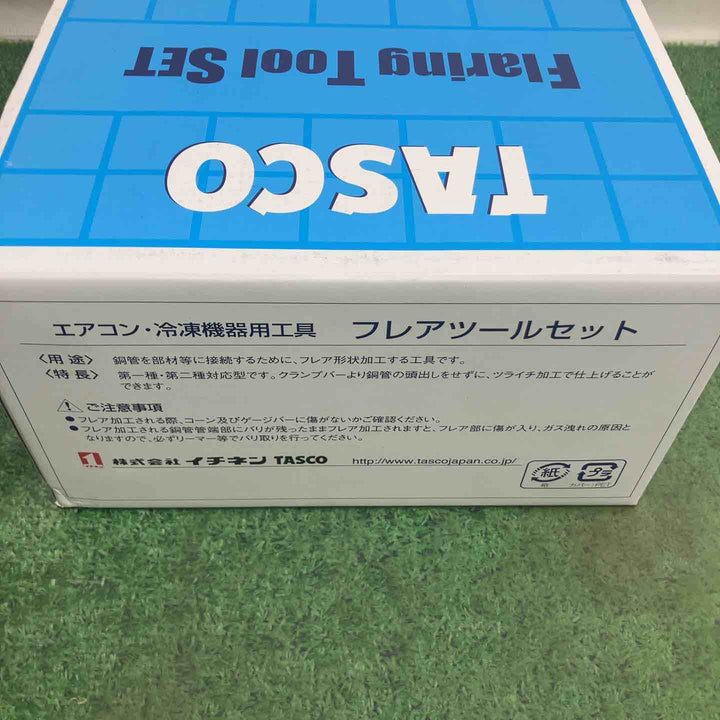 Flaring Tool SET
TASCO
エアコン・冷凍機器用工具　フレアツールセット
〈用 途〉 銅管を部材等に接続するために、フレア形状加工する工具です。
〈特 長〉 第一種・第二種対応型です。クランプバーより銅管の頭出しをせずに、ツライチ加工で仕上げることが
できます。
ご注意事項
● フレア加工される際、コーン及びゲージバーに傷がないかご確認ください。
● フレア加工される銅管管端部にバリが残ったままフレア加工されますと、フレア部に傷が入り、ガス洩れの原因と
なりますので、必ずリーマー等でバリ取りを行ってください。
株式会社 イチネン TASCO http://www.tascojapan.co.jp/
紙 プラ
紙 カバー：PET